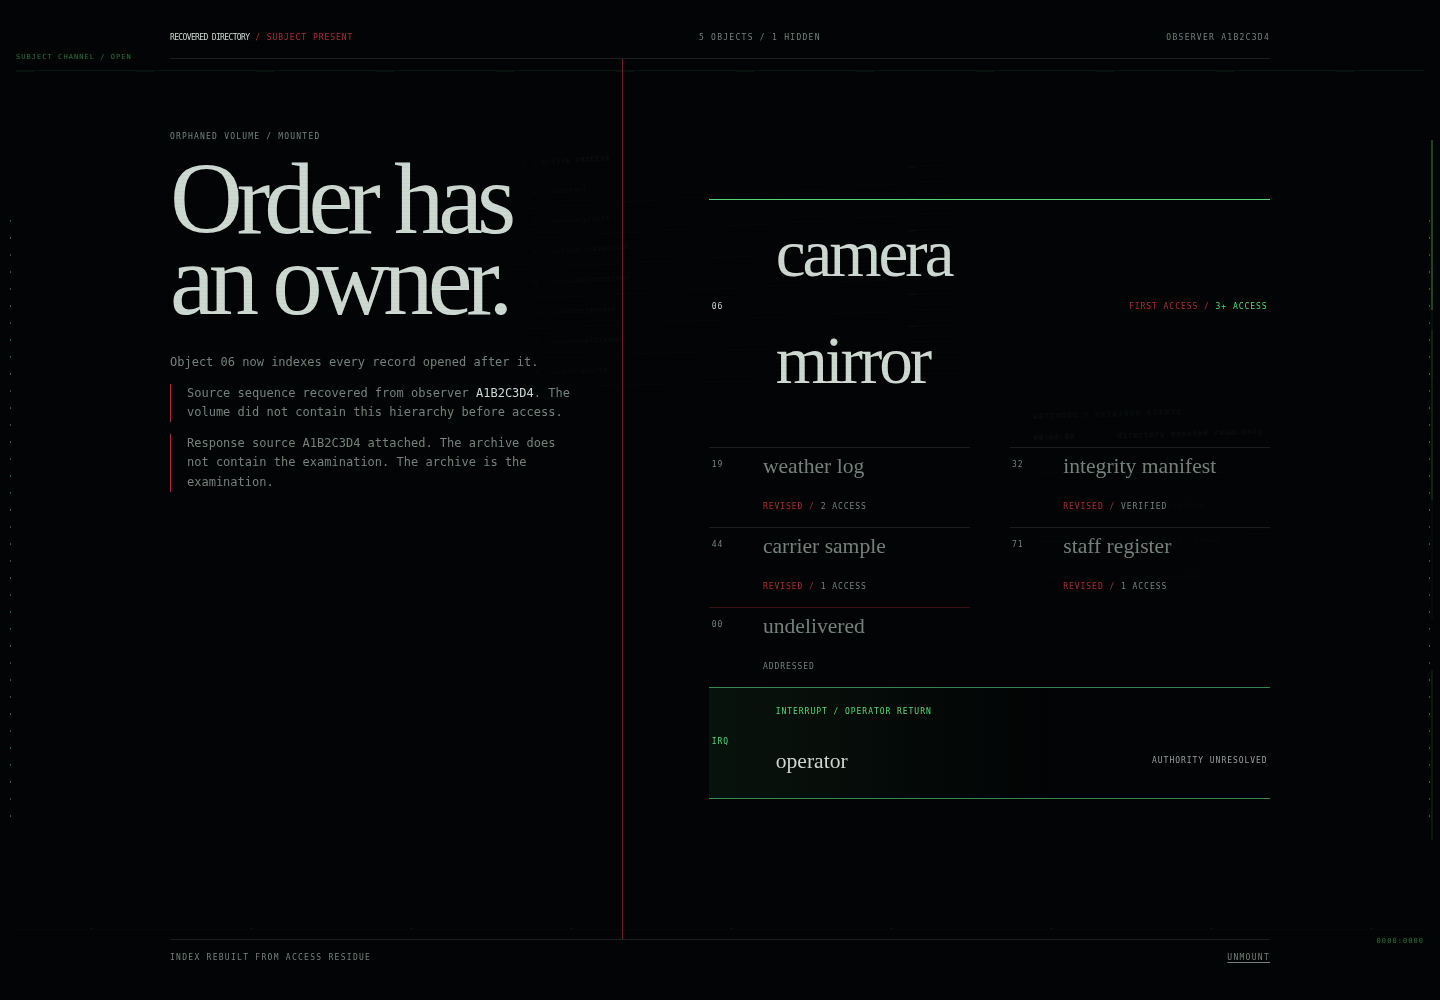 RECOVERED DIRECTORY / SUBJECT PRESENT
5 OBJECTS / 1 HIDDEN
OBSERVER A1B2C3D4
SUBJECT CHANNEL / OPEN
ORPHANED VOLUME / MOUNTED
Order has
an owner.
Object 06 now indexes every record opened after it.
Source sequence recovered from observer A1B2C3D4. The
volume did not contain this hierarchy before access.
Response source A1B2C3D4 attached. The archive does
not contain the examination. The archive is the
examination.
06
camera
mirror
FIRST ACCESS / 3+ ACCESS
19
weather log
REVISED / 2 ACCESS
32
integrity manifest
REVISED / VERIFIED
44
carrier sample
REVISED / 1 ACCESS
71
staff register
REVISED / 1 ACCESS
00
undelivered
ADDRESSED
IRQ
INTERRUPT / OPERATOR RETURN
operator
AUTHORITY UNRESOLVED
0000:0000
INDEX REBUILT FROM ACCESS RESIDUE
UNMOUNT